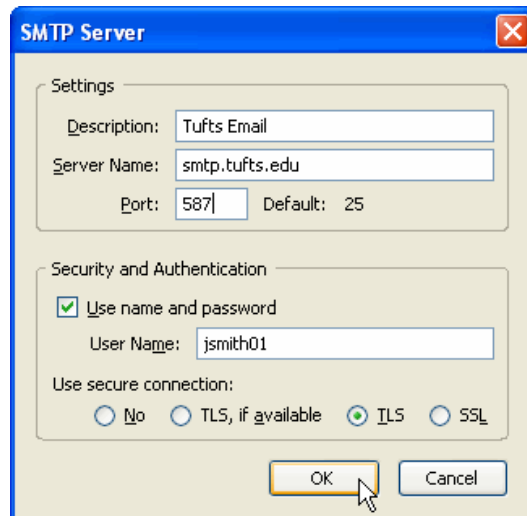 SMTP Server
Settings
Description: Tufts Email
Server Name: smtp.tufts.edu
Port: 587 Default: 25
Security and Authentication
Use name and password
User Name: jsmith01
Use secure connection:
No TLS, if available TLS SSL
OK Cancel